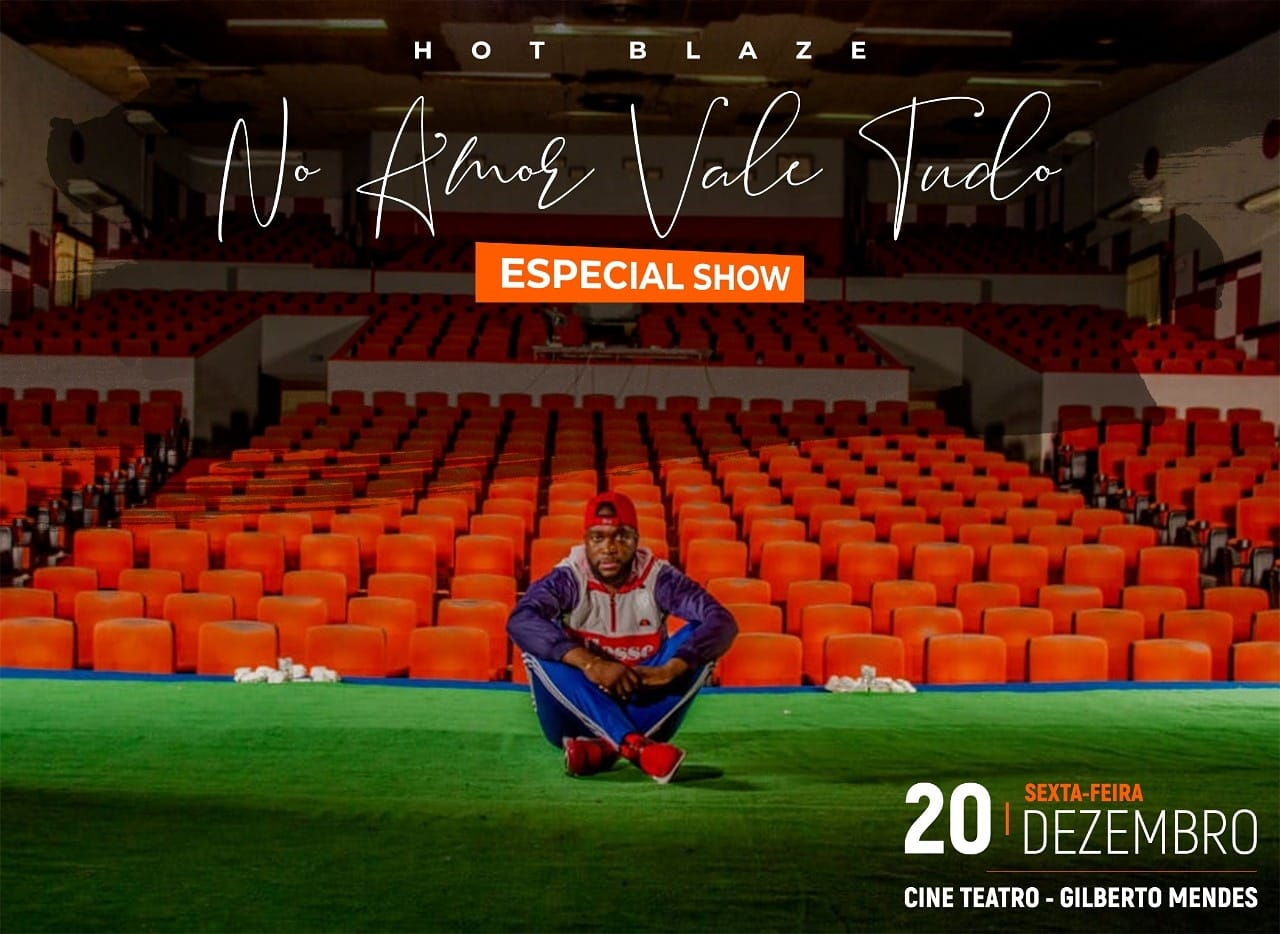 HOT BLAZE
No Amor Vale Tudo
ESPECIAL SHOW
20
SEXTA-FEIRA
DEZEMBRO
CINE TEATRO - GILBERTO MENDES